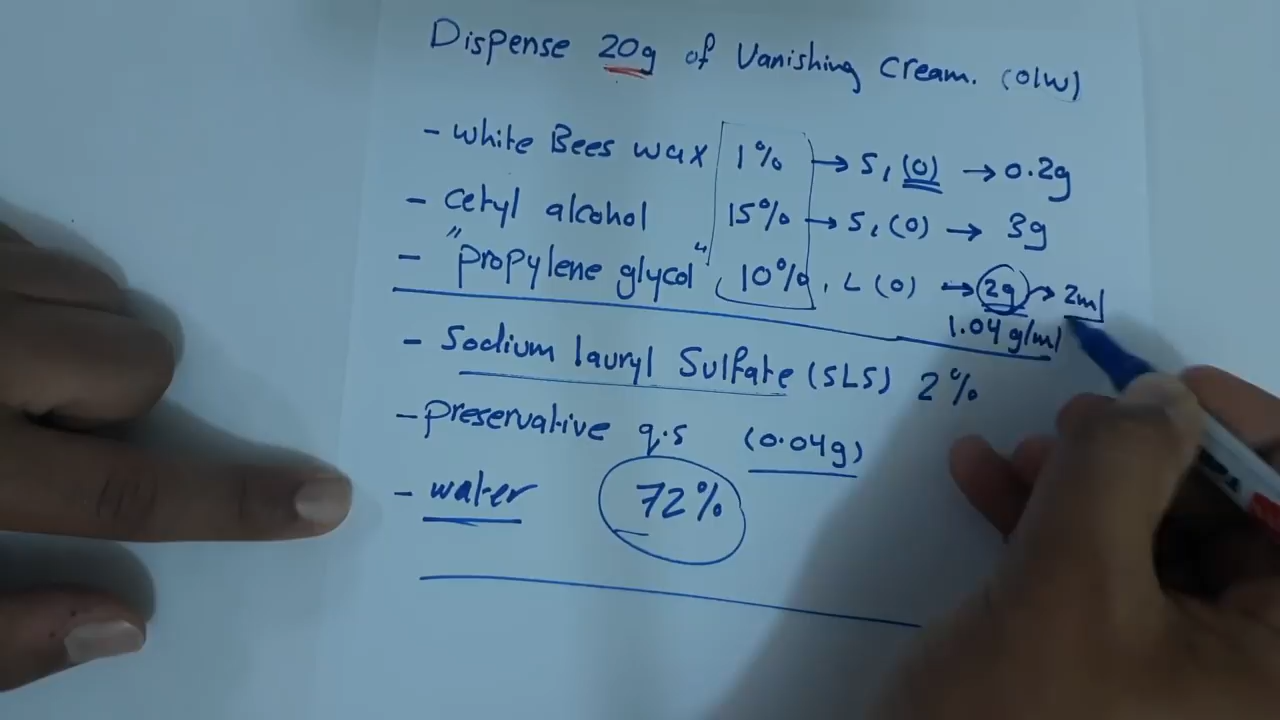 Dispense 20g of Vanishing cream. (O/W)
- white Bees wax 1% → S, (O) → 0.2g
- cetyl alcohol 15% → S, (O) → 3g
- "propylene glycol" 10%, L (O) → 2g → 2ml
1.04 g/ml
- Sodium lauryl Sulfate (SLS) 2%
- preservative q.s (0.04g)
- water 72%